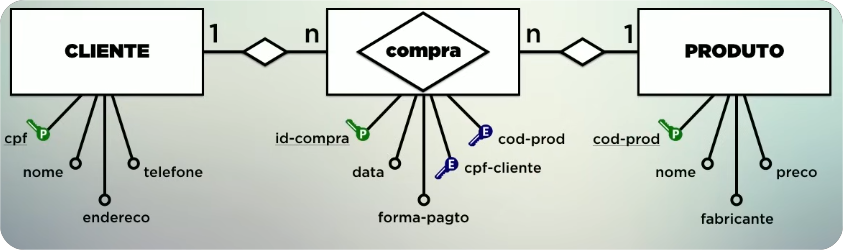 CLIENTE
1
n
compra
n
1
PRODUTO
P
cpf
nome
endereco
telefone
P
id-compra
data
forma-pagto
E
cpf-cliente
E
cod-prod
P
cod-prod
nome
fabricante
preco